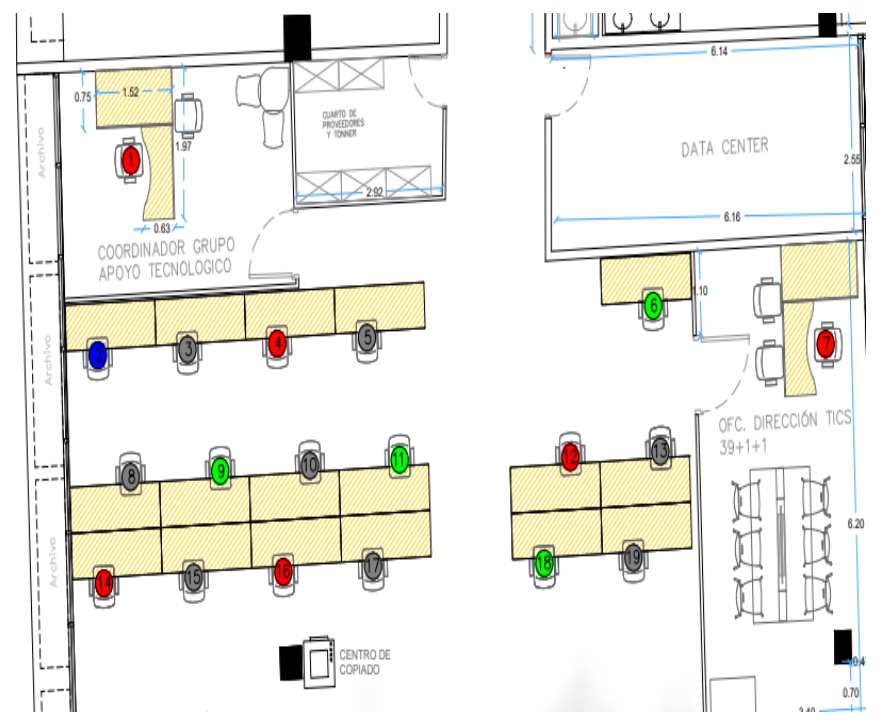 6.14
0.75
1.52
CUARTO DE
PROVEEDORES
Y TONNER
Archivo
1
1.97
DATA CENTER
2.55
2.92
6.16
0.63
COORDINADOR GRUPO
APOYO TECNOLOGICO
1.10
6
2
3
4
5
7
Archivo
OFC. DIRECCIÓN TICS
39+1+1
8
9
10
11
12
13
6.20
Archivo
14
15
16
17
18
19
CENTRO DE
COPIADO
0.70